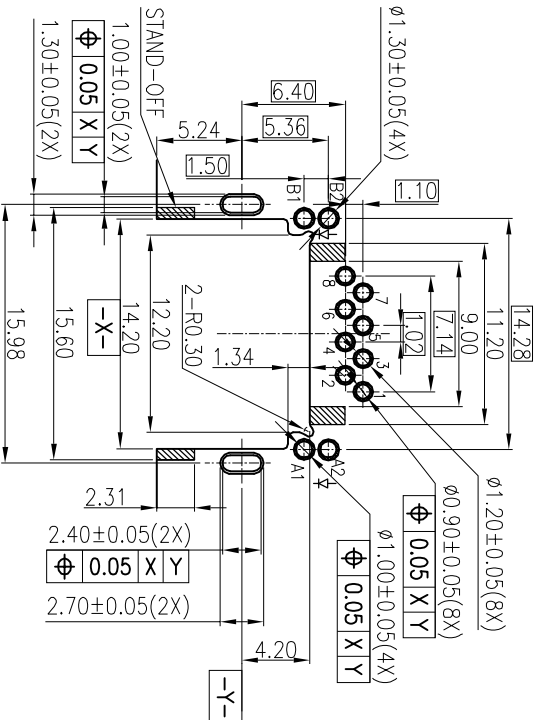 STAND-OFF
1.30±0.05(2X)
1.00±0.05(2X)
⌖ 0.05 X Y
ø1.30±0.05(4X)
6.40
5.24
5.36
1.50
1.10
B1
B2
8
7
6
5
4
3
2
1
A1
A2
15.98
15.60
-X-
14.20
12.20
2-R0.30
1.34
1.02
7.14
9.00
11.20
14.28
2.31
2.40±0.05(2X)
⌖ 0.05 X Y
2.70±0.05(2X)
4.20
-Y-
ø1.00±0.05(4X)
⌖ 0.05 X Y
ø0.90±0.05(8X)
⌖ 0.05 X Y
ø1.20±0.05(8X)